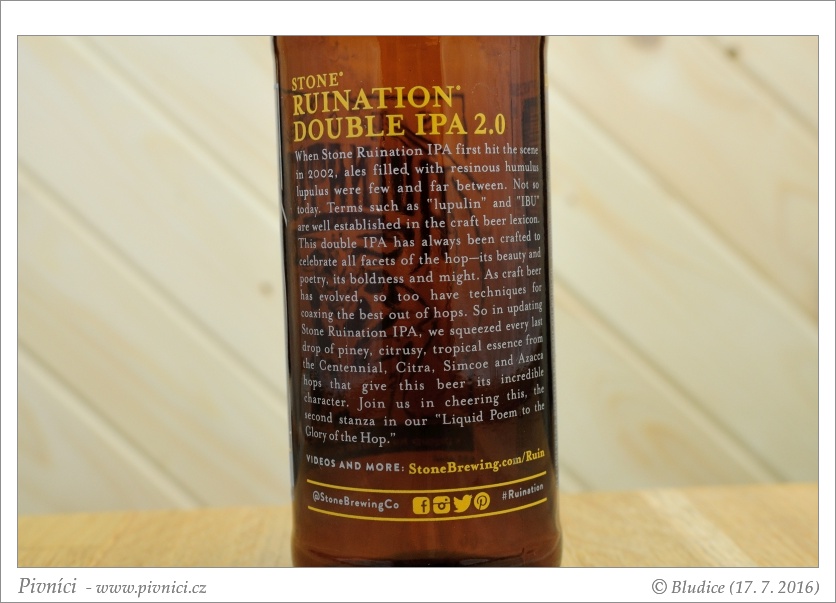 STONE®
RUINATION®
DOUBLE IPA 2.0
When Stone Ruination IPA first hit the scene
in 2002, ales filled with resinous humulus
lupulus were few and far between. Not so
today. Terms such as "lupulin" and "IBU"
are well established in the craft beer lexicon.
This double IPA has always been crafted to
celebrate all facets of the hop—its beauty and
poetry, its boldness and might. As craft beer
has evolved, so too have techniques for
coaxing the best out of hops. So in updating
Stone Ruination IPA, we squeezed every last
drop of piney, citrusy, tropical essence from
the Centennial, Citra, Simcoe and Azacca
hops that give this beer its incredible
character. Join us in cheering this, the
second stanza in our "Liquid Poem to the
Glory of the Hop."
VIDEOS AND MORE: StoneBrewing.com/Ruin
@StoneBrewingCo #Ruination
Pivníci - www.pivnici.cz
© Bludice (17. 7. 2016)